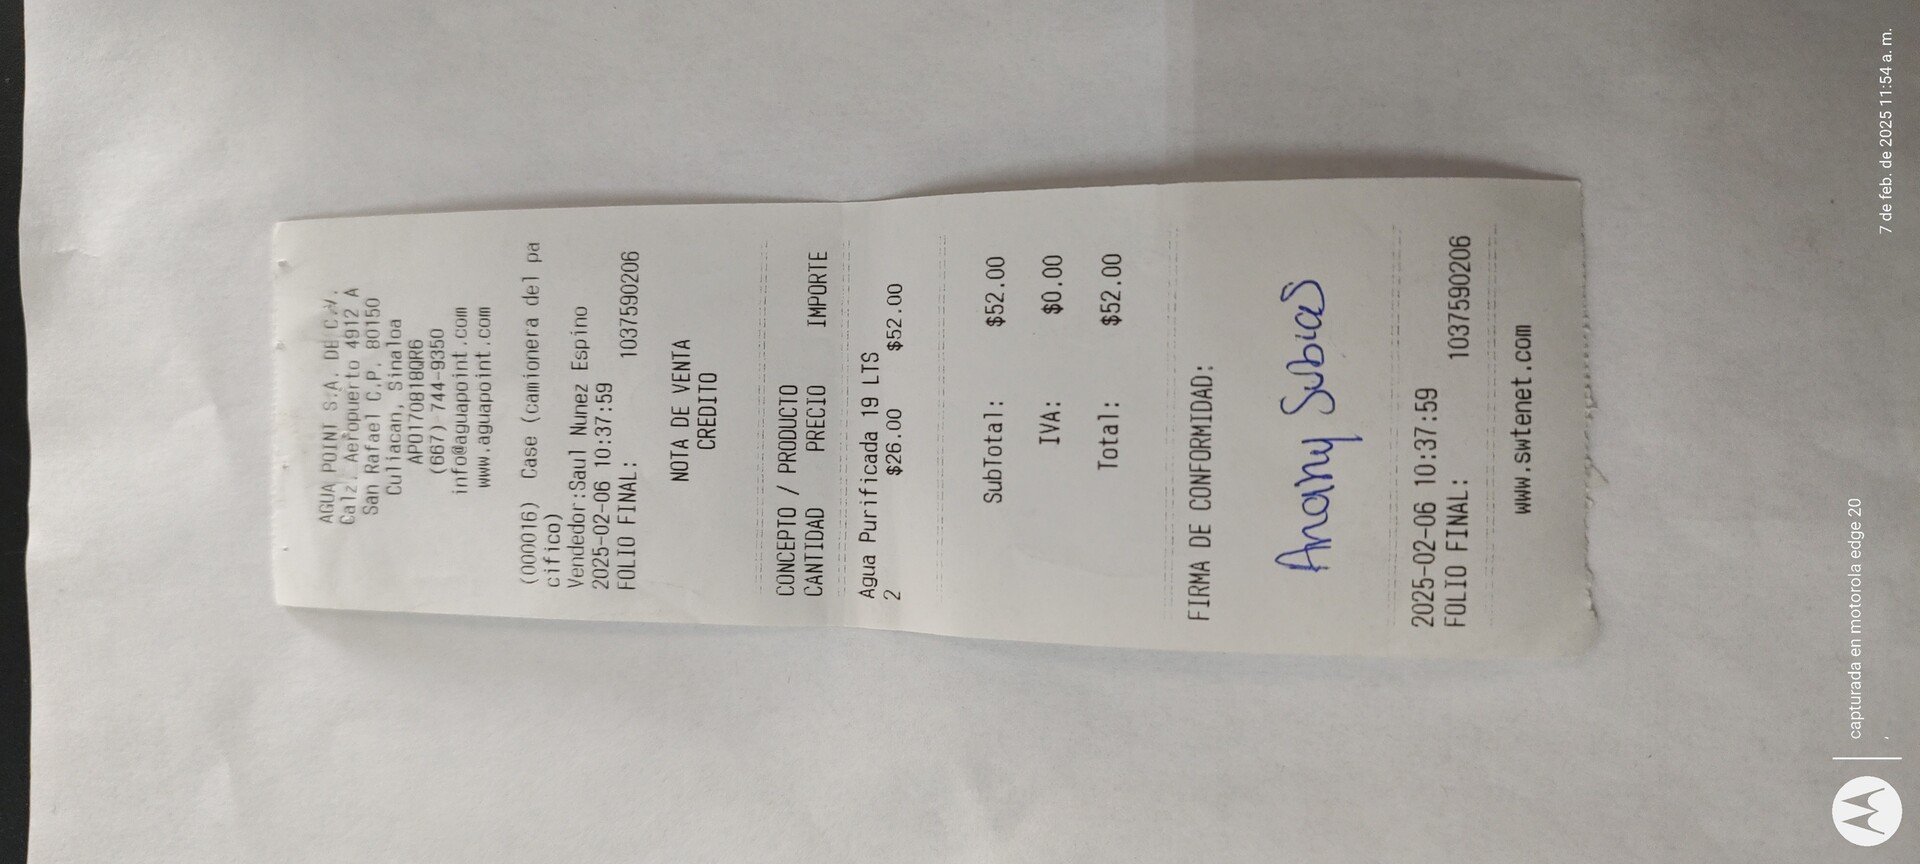 AGUA POINT S.A. DE C.V.
Calz. Aeropuerto 4912 A
San Rafael C.P. 80150
Culiacan, Sinaloa
APO170818QR6
(667)-744-9350
info@aguapoint.com
www.aguapoint.com
(000016) Case (camionera del pa
cifico)
Vendedor:Saul Nunez Espino
2025-02-06 10:37:59
FOLIO FINAL: 1037590206
NOTA DE VENTA
CREDITO
CONCEPTO / PRODUCTO
CANTIDAD PRECIO IMPORTE
Agua Purificada 19 LTS
2 $26.00 $52.00
SubTotal: $52.00
IVA: $0.00
Total: $52.00
FIRMA DE CONFORMIDAD:
Anahy Subias
2025-02-06 10:37:59
FOLIO FINAL: 1037590206
www.swtenet.com
capturada en motorola edge 20
,
7 de feb. de 2025 11:54 a. m.